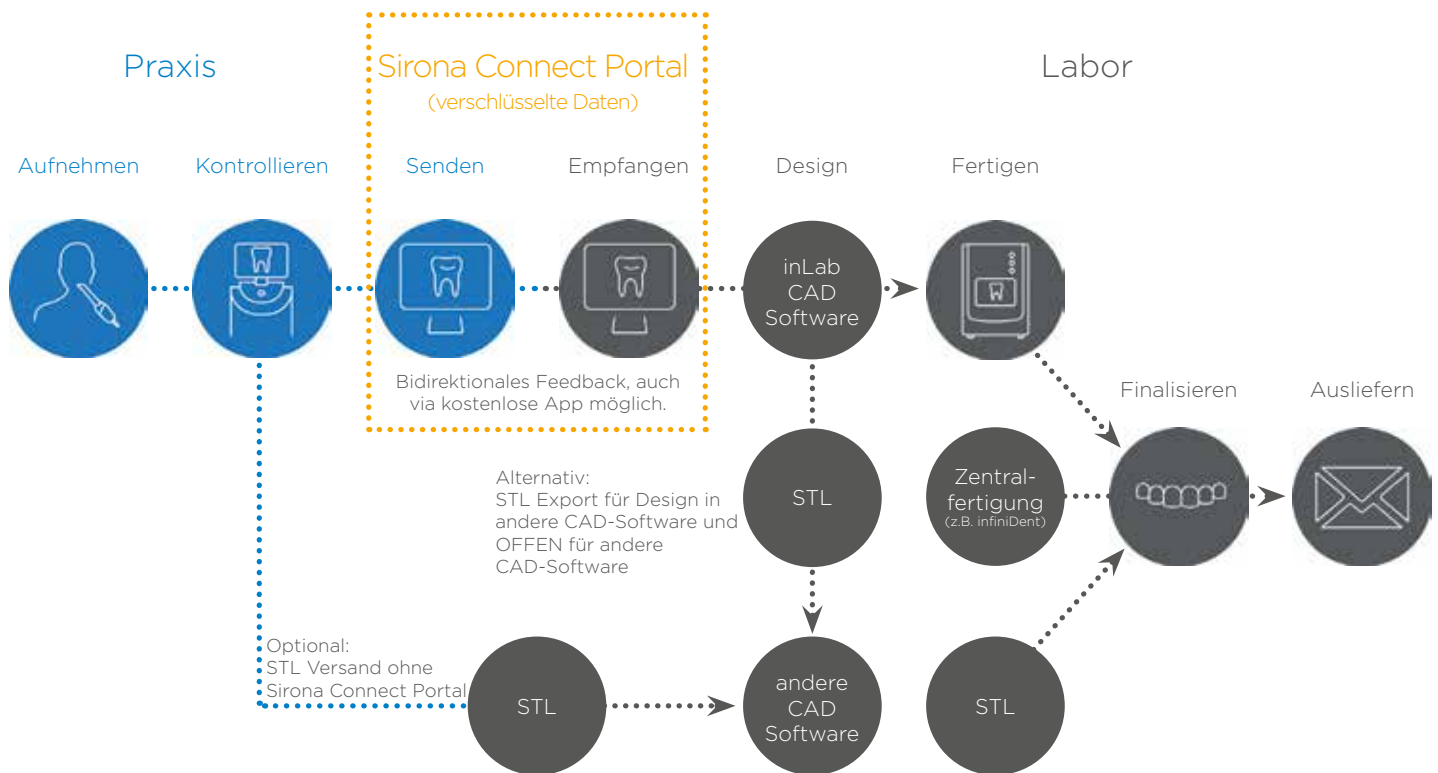 Praxis
Sirona Connect Portal
(verschlüsselte Daten)
Labor
Aufnehmen
Kontrollieren
Senden
Empfangen
Design
Fertigen
inLab
CAD
Software
Bidirektionales Feedback, auch
via kostenlose App möglich.
Finalisieren
Ausliefern
Alternativ:
STL Export für Design in
andere CAD-Software und
OFFEN für andere
CAD-Software
STL
Zentral-
fertigung
(z.B. infiniDent)
Optional:
STL Versand ohne
Sirona Connect Portal
STL
andere
CAD
Software
STL